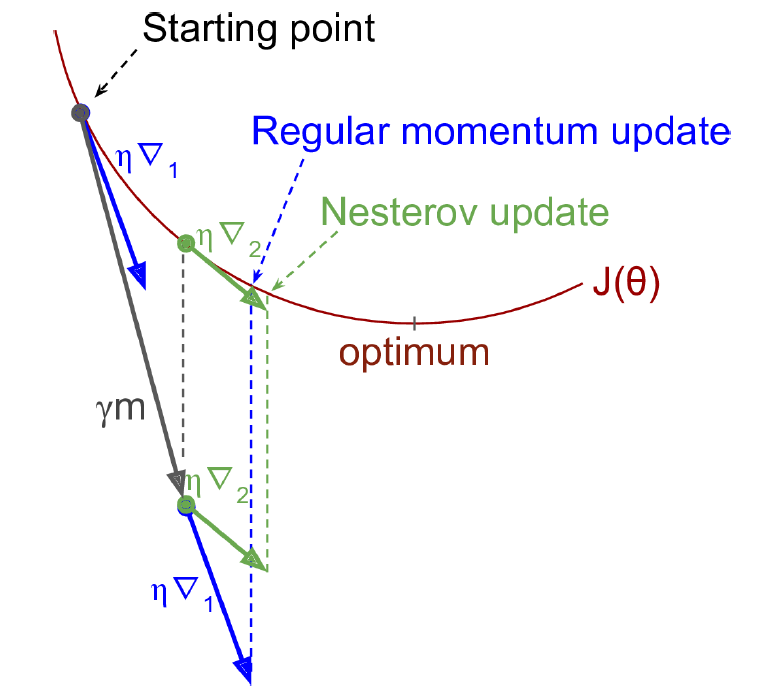 Starting point
η∇1
Regular momentum update
Nesterov update
η∇2
J(θ)
optimum
γm
η∇2
η∇1